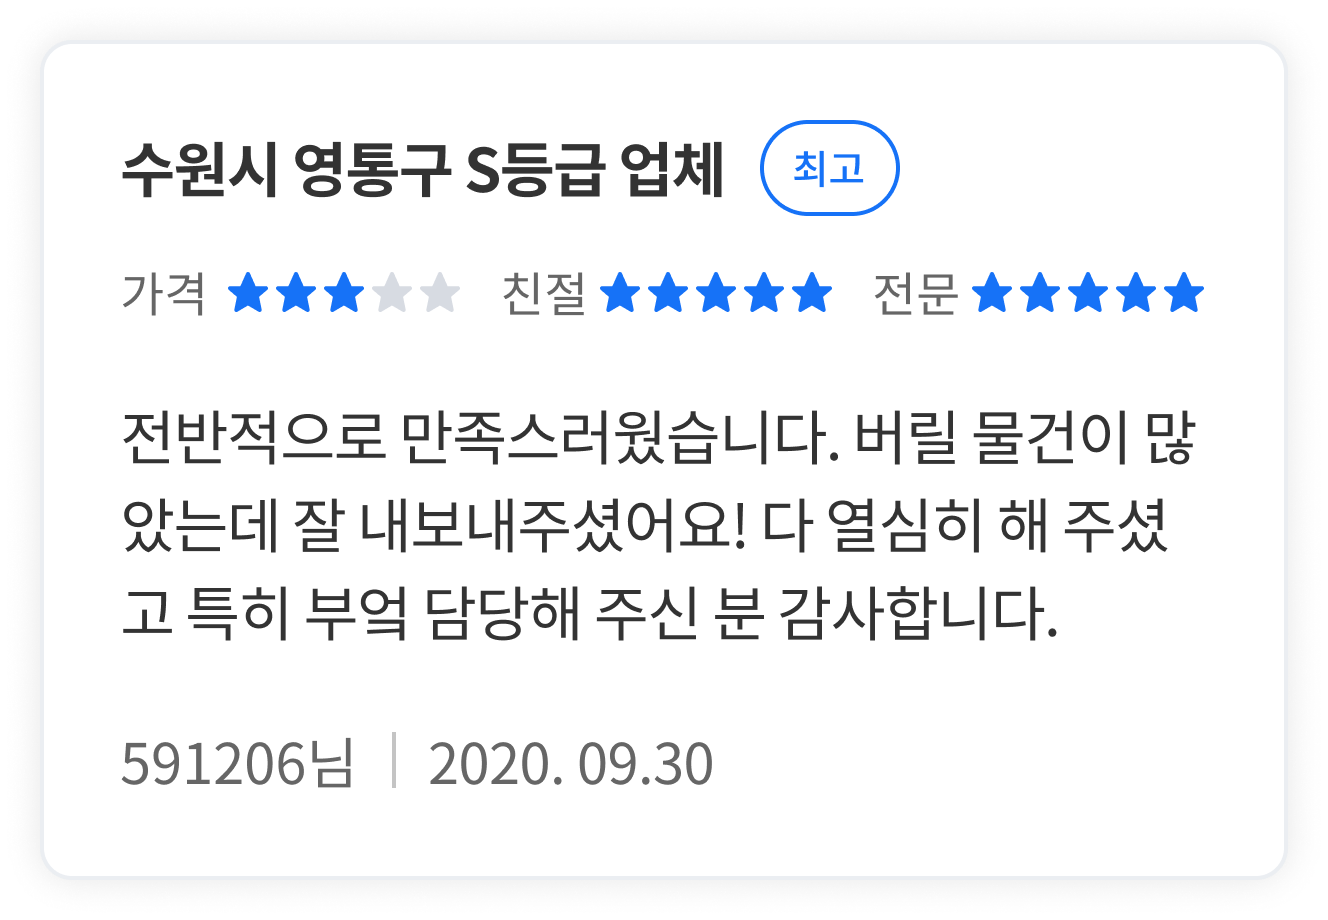 수원시 영통구 S등급 업체 최고
가격 친절 전문
전반적으로 만족스러웠습니다. 버릴 물건이 많
았는데 잘 내보내주셨어요! 다 열심히 해 주셨
고 특히 부엌 담당해 주신 분 감사합니다.
591206님 | 2020. 09.30